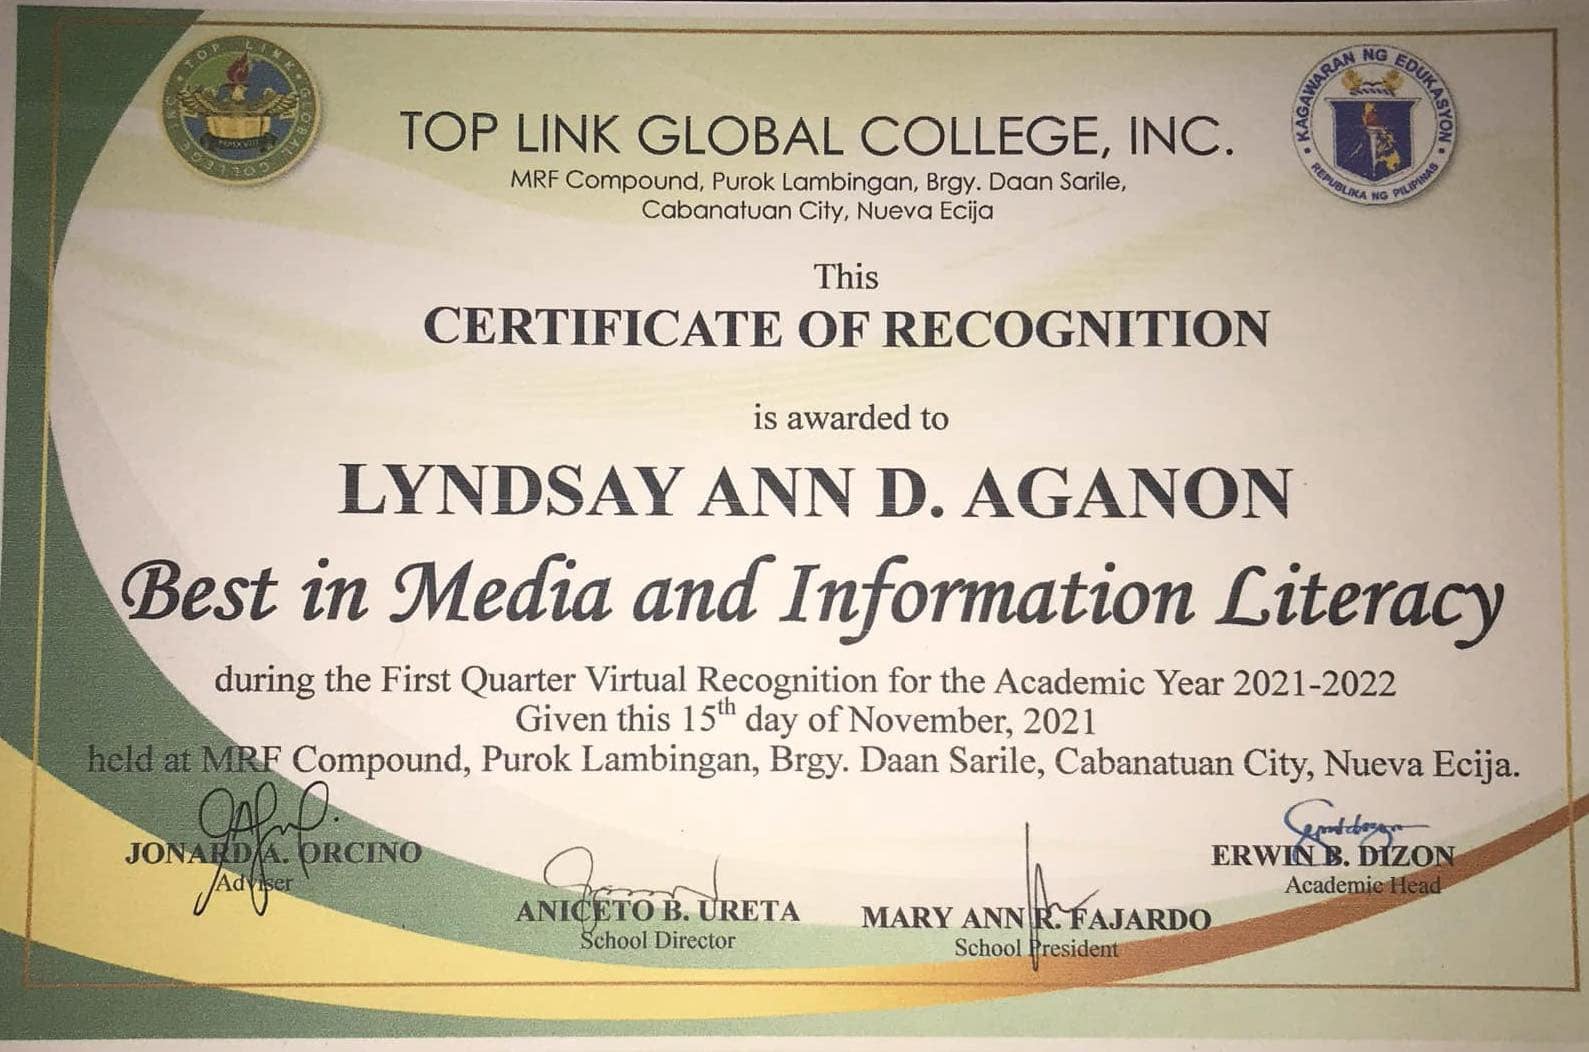 TOP LINK GLOBAL COLLEGE INC.
MMXVIII
KAGAWARAN NG EDUKASYON
REPUBLIKA NG PILIPINAS
TOP LINK GLOBAL COLLEGE, INC.
MRF Compound, Purok Lambingan, Brgy. Daan Sarile,
Cabanatuan City, Nueva Ecija
This
CERTIFICATE OF RECOGNITION
is awarded to
LYNDSAY ANN D. AGANON
Best in Media and Information Literacy
during the First Quarter Virtual Recognition for the Academic Year 2021-2022
Given this 15th day of November, 2021
held at MRF Compound, Purok Lambingan, Brgy. Daan Sarile, Cabanatuan City, Nueva Ecija.
JONARD A. ORCINO
Adviser
ANICETO B. URETA
School Director
MARY ANN R. FAJARDO
School President
ERWIN B. DIZON
Academic Head